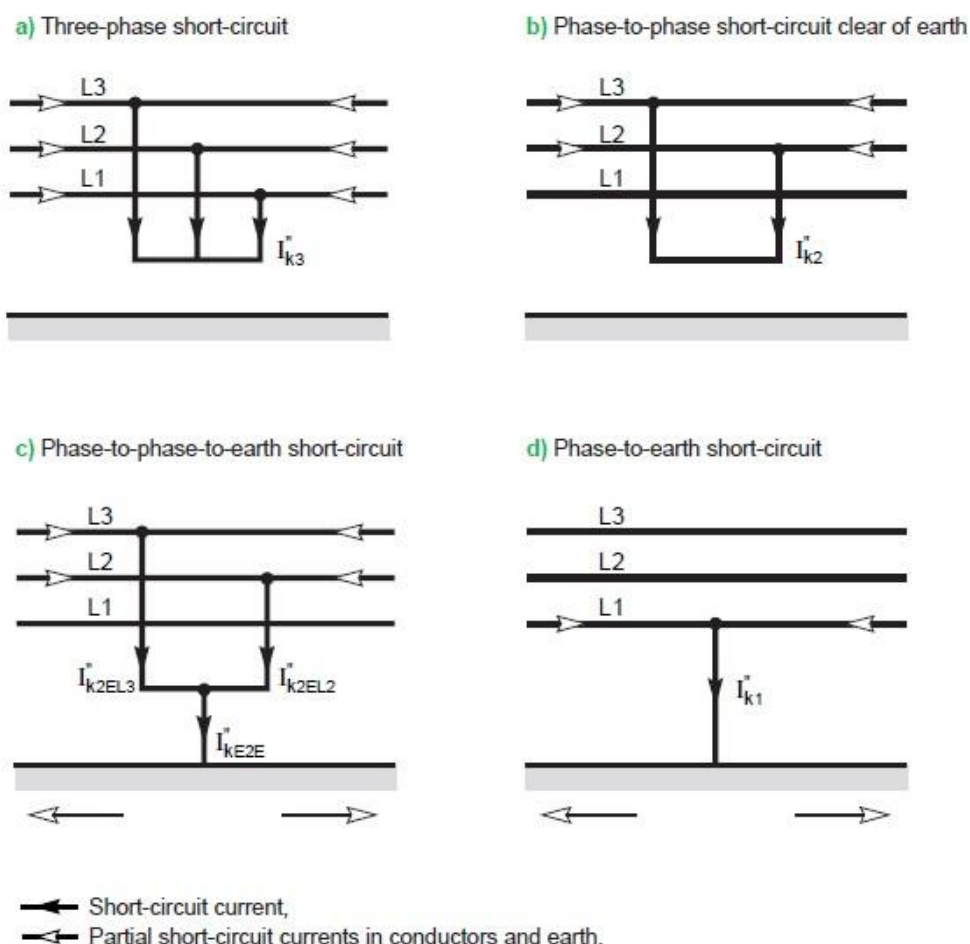 a) Three-phase short-circuit
L3
L2
L1
I"k3
b) Phase-to-phase short-circuit clear of earth
L3
L2
L1
I"k2
c) Phase-to-phase-to-earth short-circuit
L3
L2
L1
I"k2EL3
I"k2EL2
I"kE2E
d) Phase-to-earth short-circuit
L3
L2
L1
I"k1
Short-circuit current,
Partial short-circuit currents in conductors and earth.